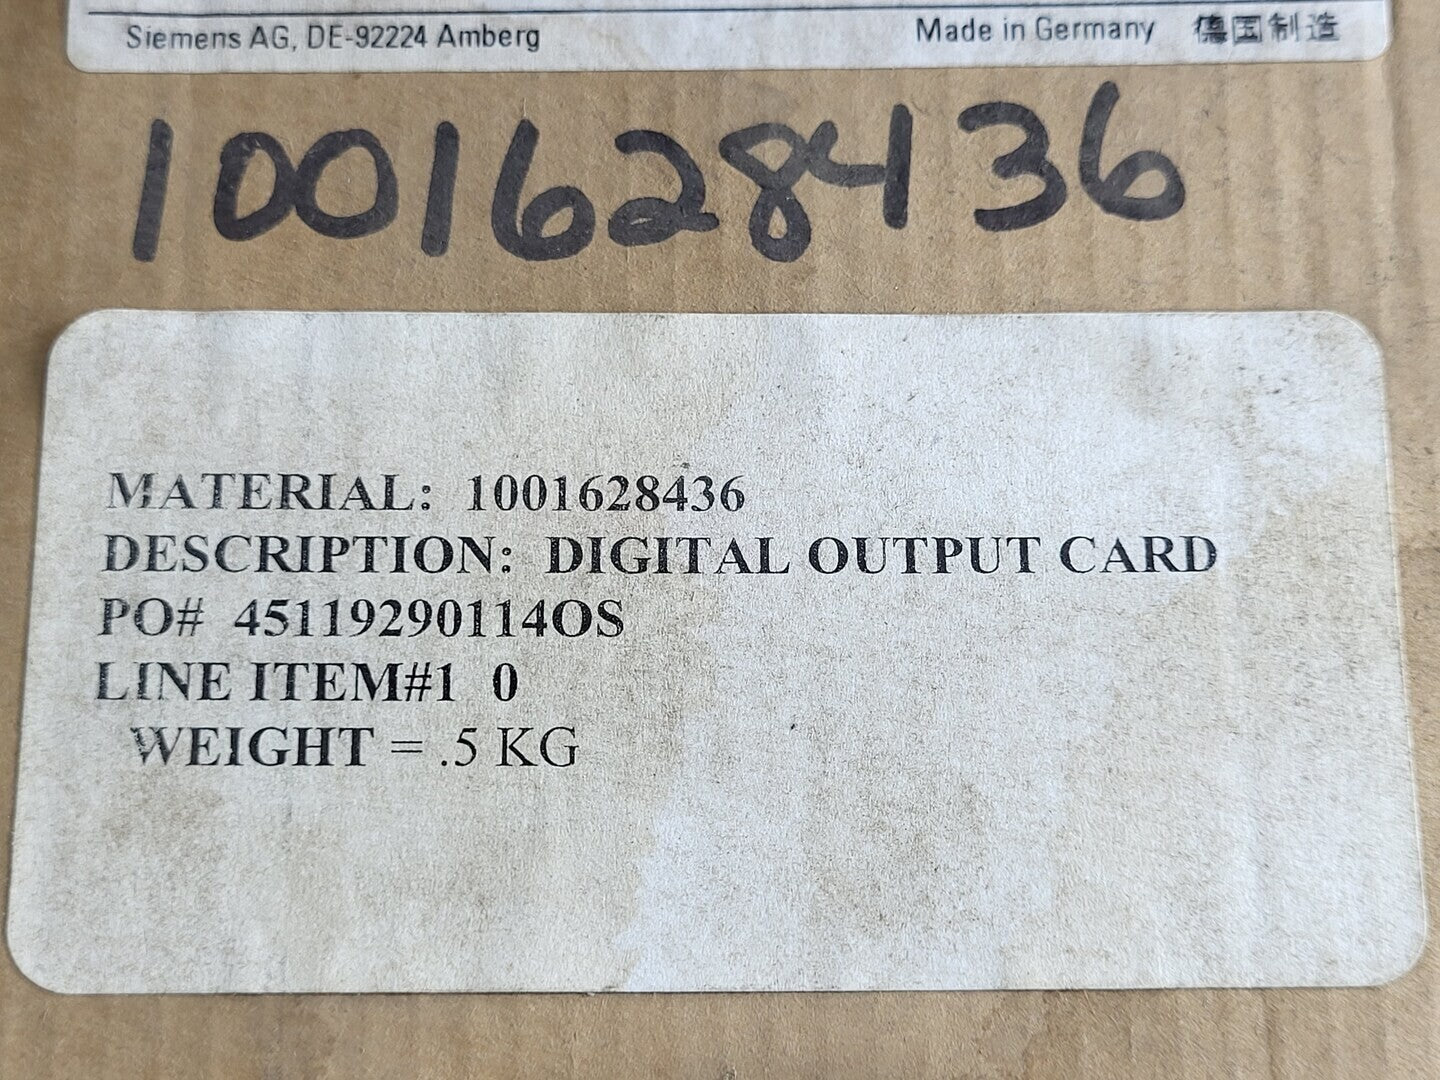 Siemens AG, DE-92224 Amberg Made in Germany 德国制造
1001628436
MATERIAL: 1001628436
DESCRIPTION: DIGITAL OUTPUT CARD
PO# 45119290114OS
LINE ITEM#1 0
WEIGHT = .5 KG